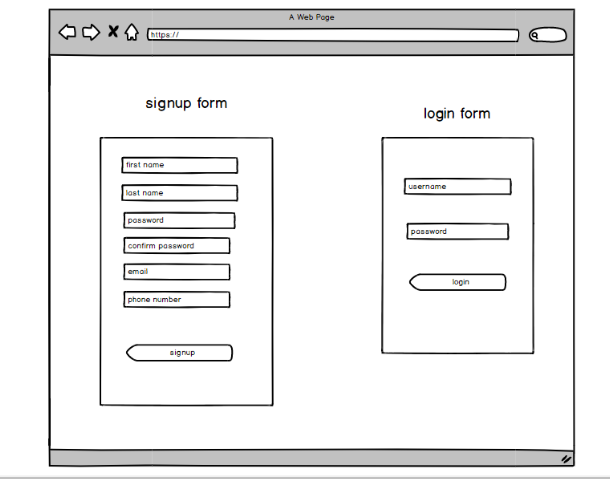 A Web Page
https://
signup form
first name
last name
password
confirm password
email
phone number
signup
login form
username
password
login